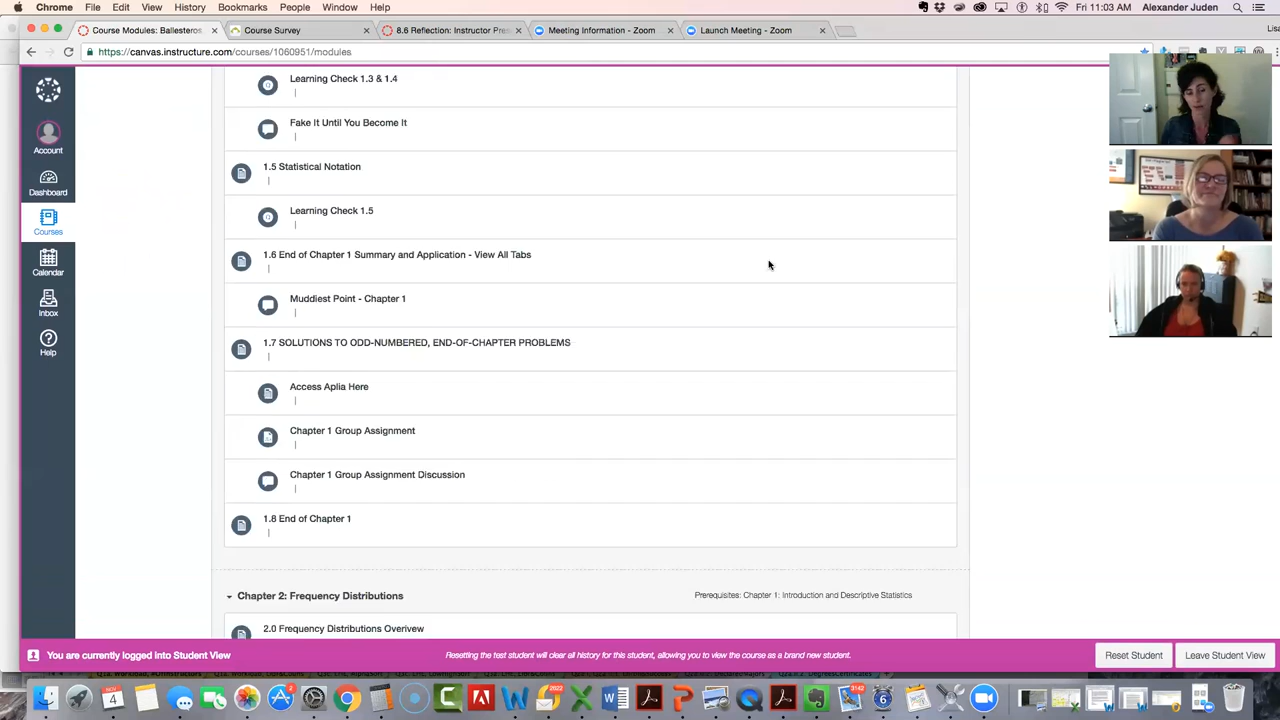 Chrome File Edit View History Bookmarks People Window Help Fri 11:03 AM Alexander Juden
Course Modules: Ballesteros, Course Survey 8.6 Reflection: Instructor Pres Meeting Information - Zoom Launch Meeting - Zoom
https://canvas.instructure.com/courses/1060951/modules
Learning Check 1.3 & 1.4
Fake It Until You Become It
1.5 Statistical Notation
Learning Check 1.5
1.6 End of Chapter 1 Summary and Application - View All Tabs
Muddiest Point - Chapter 1
1.7 SOLUTIONS TO ODD-NUMBERED, END-OF-CHAPTER PROBLEMS
Access Aplia Here
Chapter 1 Group Assignment
Chapter 1 Group Assignment Discussion
1.8 End of Chapter 1
Chapter 2: Frequency Distributions Prerequisites: Chapter 1: Introduction and Descriptive Statistics
2.0 Frequency Distributions Overivew
Account
Dashboard
Courses
Calendar
Inbox
Help
You are currently logged into Student View
Resetting the test student will clear all history for this student, allowing you to view the course as a brand new student.
Reset Student
Leave Student View